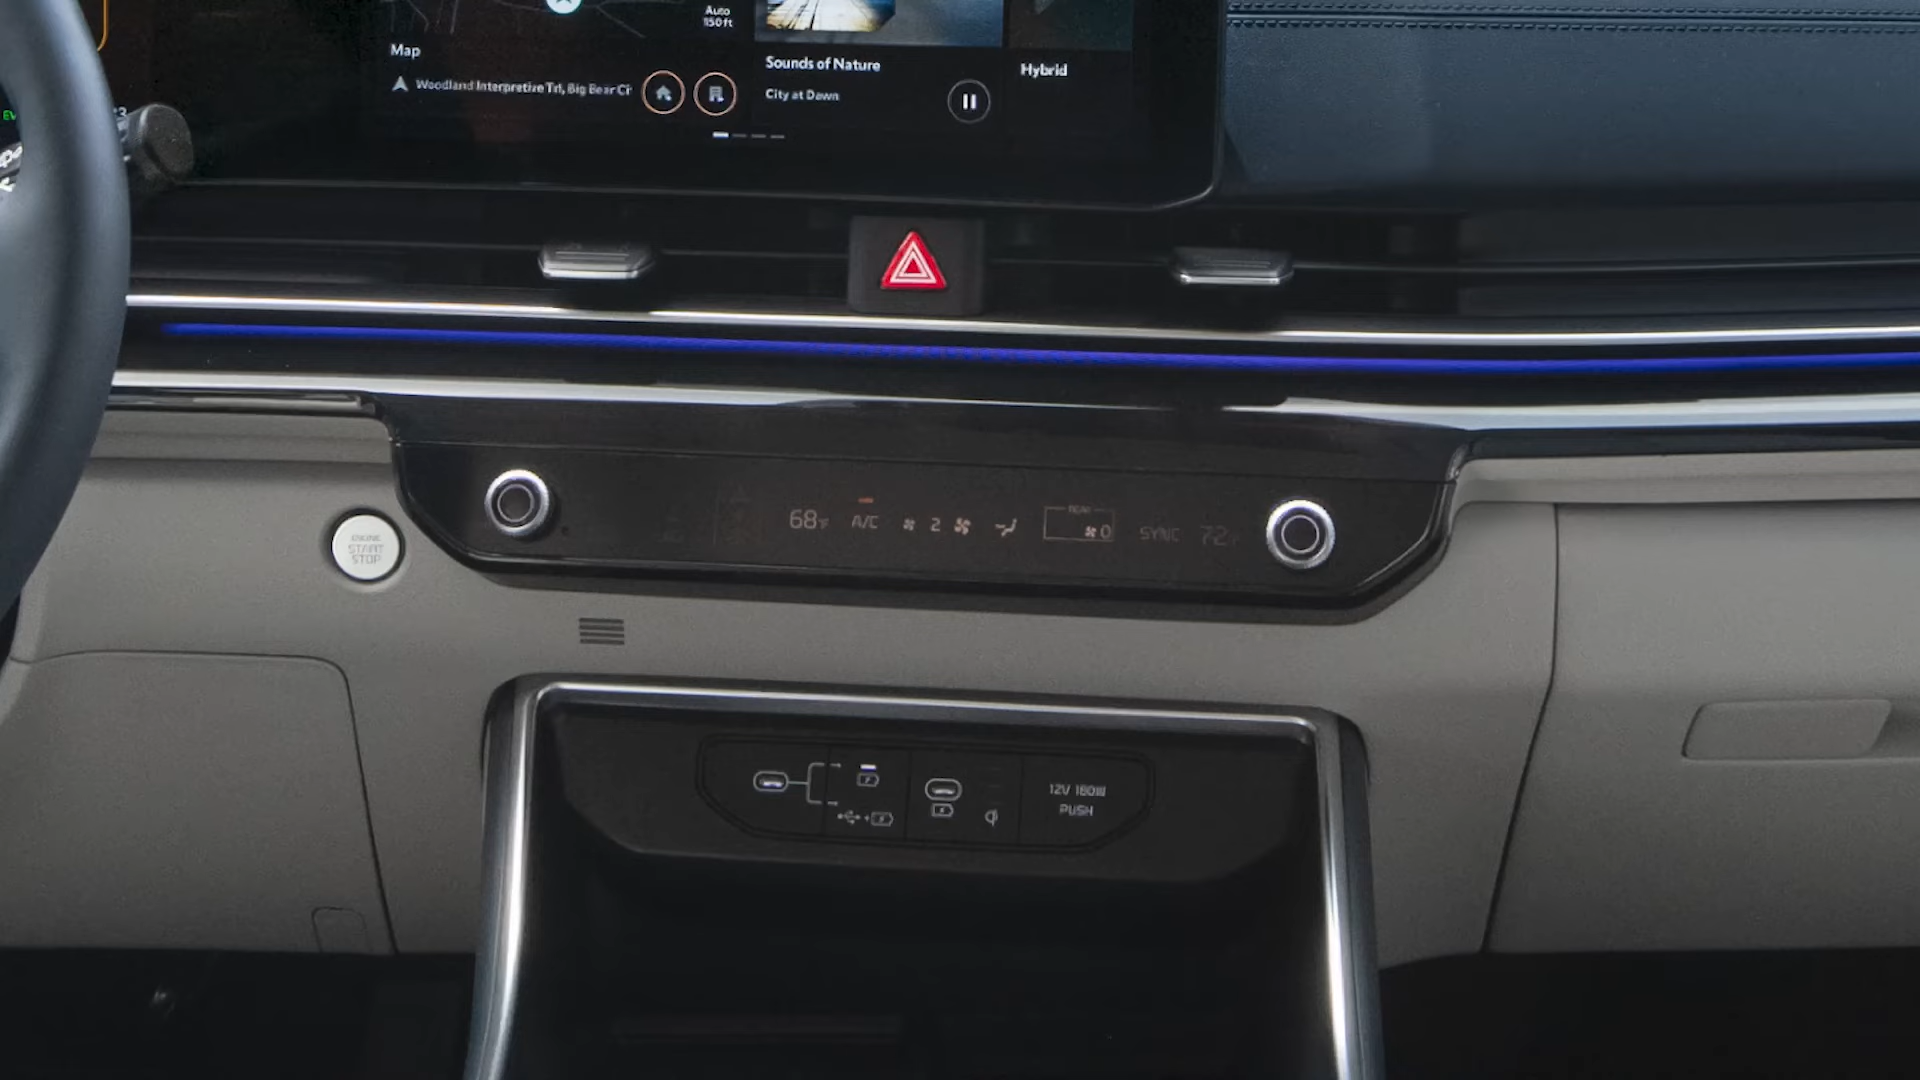 Auto
150 ft
Map
Woodland Interpretive Trl, Big Bear Ci
Sounds of Nature
City at Dawn
Hybrid
EV
68°F
A/C
2
REAR
0
SYNC
72
ENGINE
START
STOP
12V 180W
PUSH